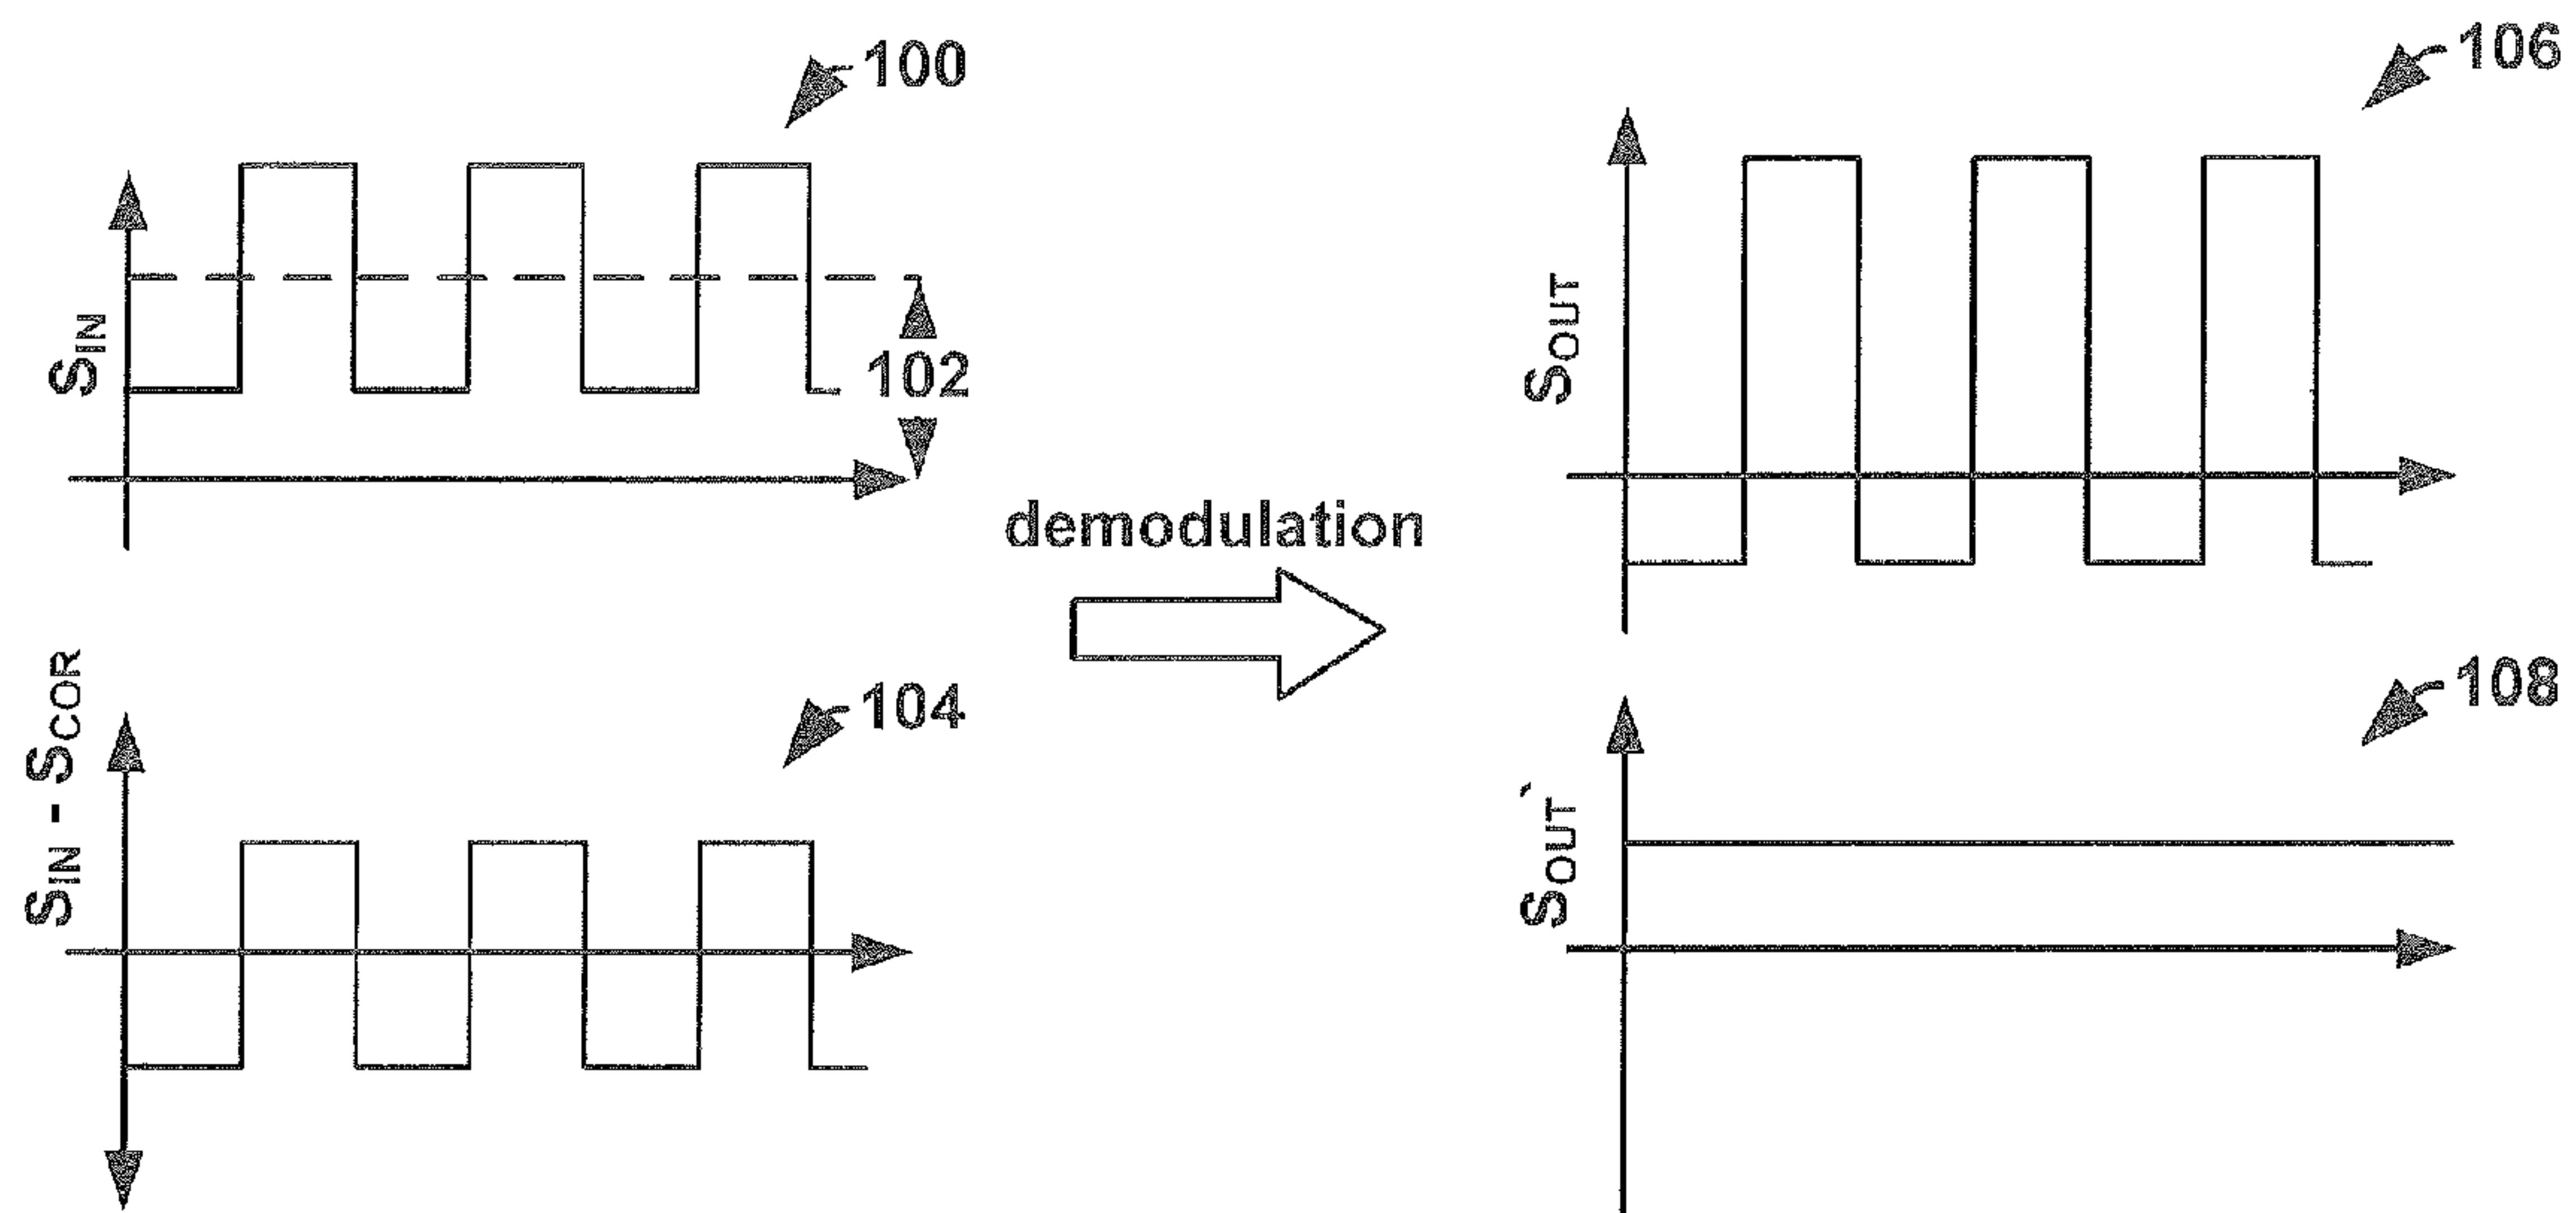 100
106
S_IN
102
S_OUT
demodulation
104
S_IN - S_COR
108
S_OUT´